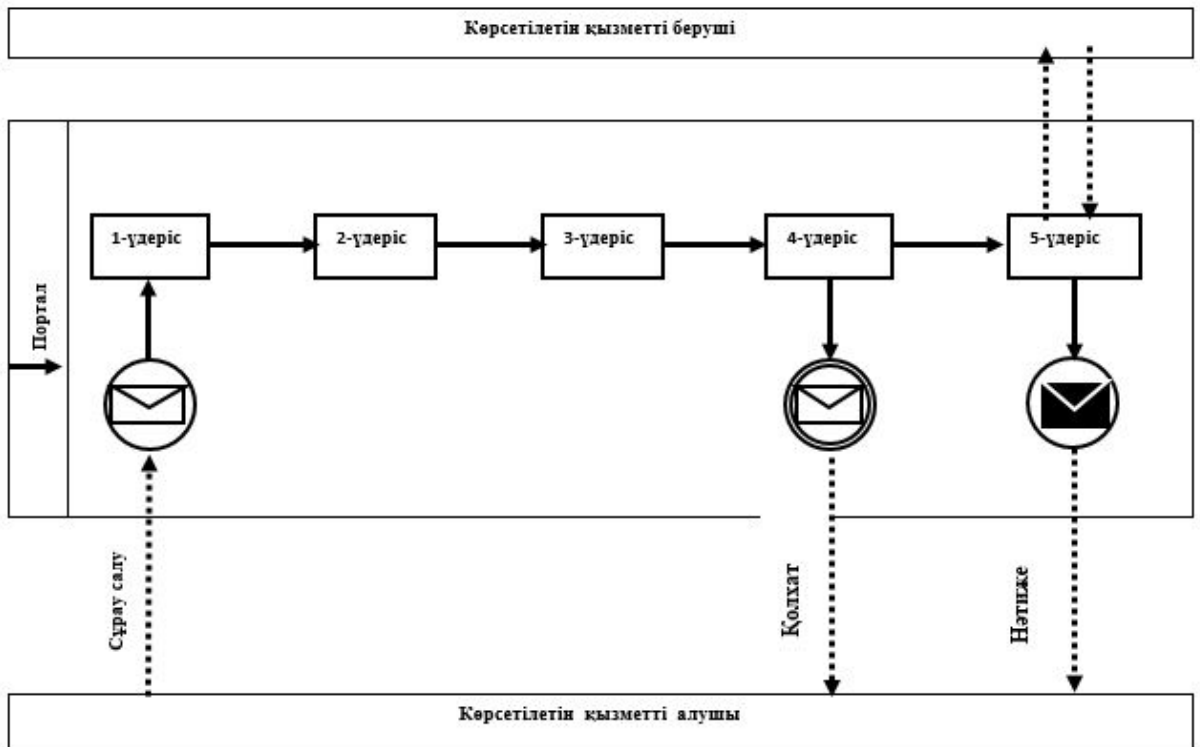 Көрсетілетін қызметті беруші
1-үдеріс
2-үдеріс
3-үдеріс
4-үдеріс
5-үдеріс
Портал
Сұрау салу
Қолхат
Нәтиже
Көрсетілетін қызметті алушы